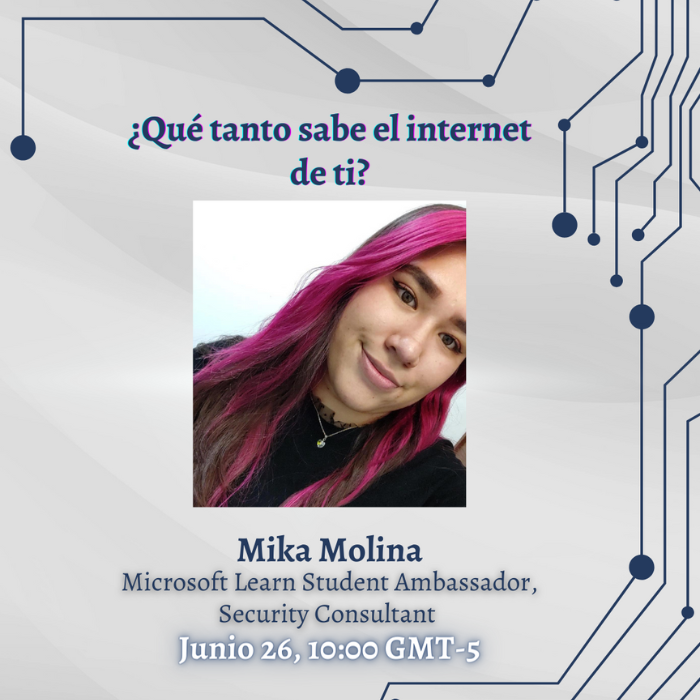 ¿Qué tanto sabe el internet
de ti?
Mika Molina
Microsoft Learn Student Ambassador,
Security Consultant
Junio 26, 10:00 GMT-5